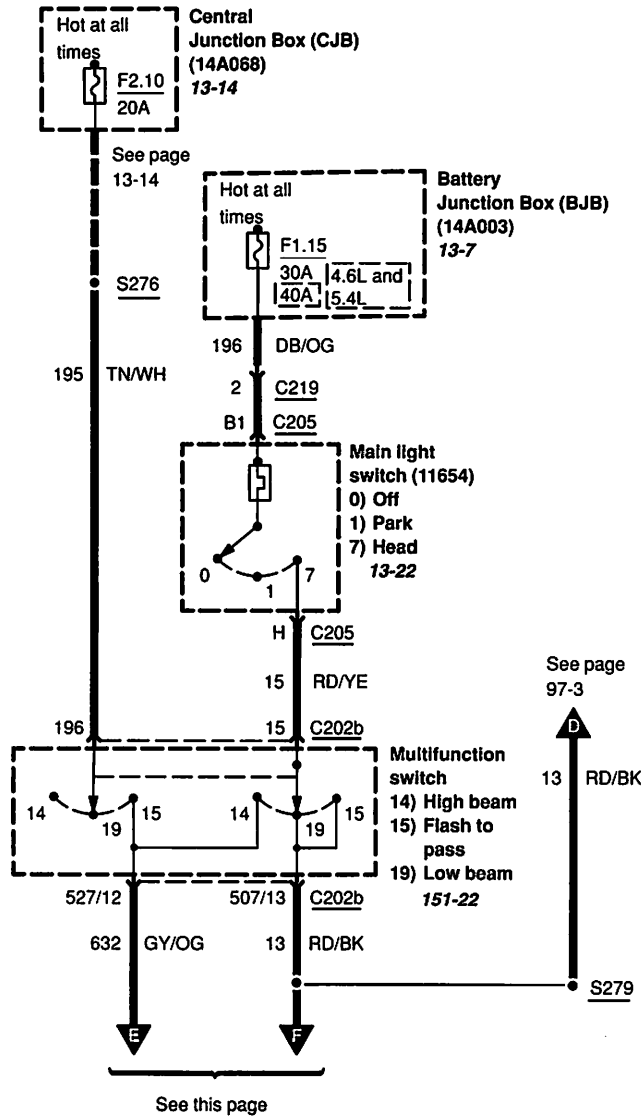 Hot at all
times
F2.10
20A
Central
Junction Box (CJB)
(14A068)
13-14
See page
13-14
Hot at all
times
F1.15
30A
40A
4.6L and
5.4L
Battery
Junction Box (BJB)
(14A003)
13-7
S276
196 DB/OG
195 TN/WH
2 C219
B1 C205
Main light
switch (11654)
0) Off
1) Park
7) Head
13-22
0
1
7
H C205
15 RD/YE
See page
97-3
D
196
15 C202b
13 RD/BK
Multifunction
switch
14) High beam
15) Flash to
pass
19) Low beam
151-22
14
19
15
14
19
15
527/12
507/13 C202b
632 GY/OG
13 RD/BK
S279
E
F
See this page